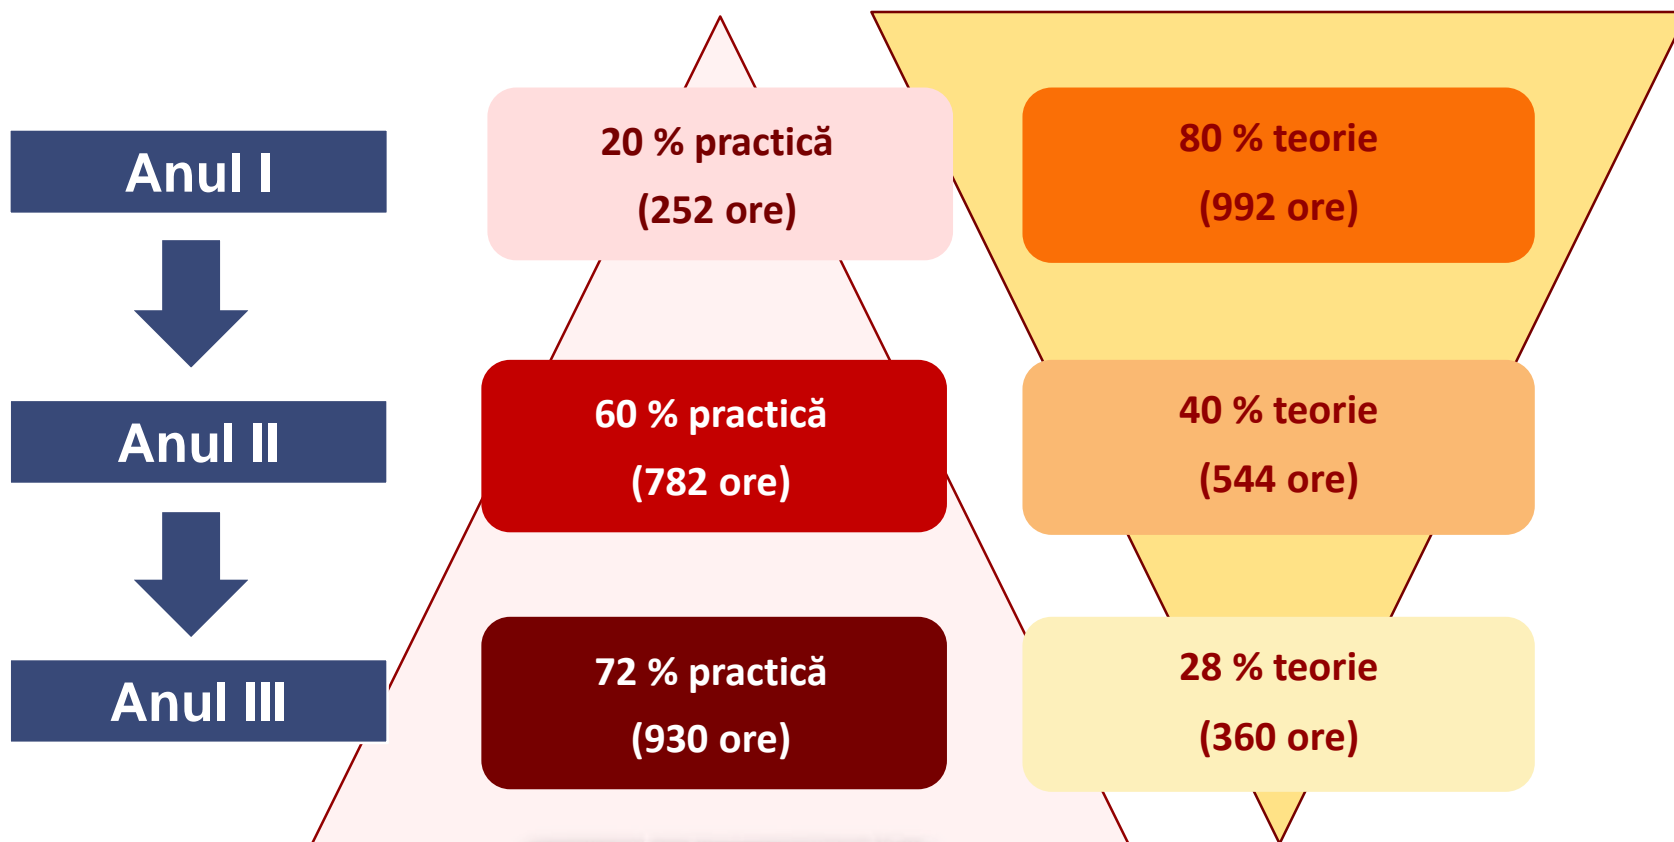 Anul I
20 % practică
(252 ore)
80 % teorie
(992 ore)
Anul II
60 % practică
(782 ore)
40 % teorie
(544 ore)
Anul III
72 % practică
(930 ore)
28 % teorie
(360 ore)